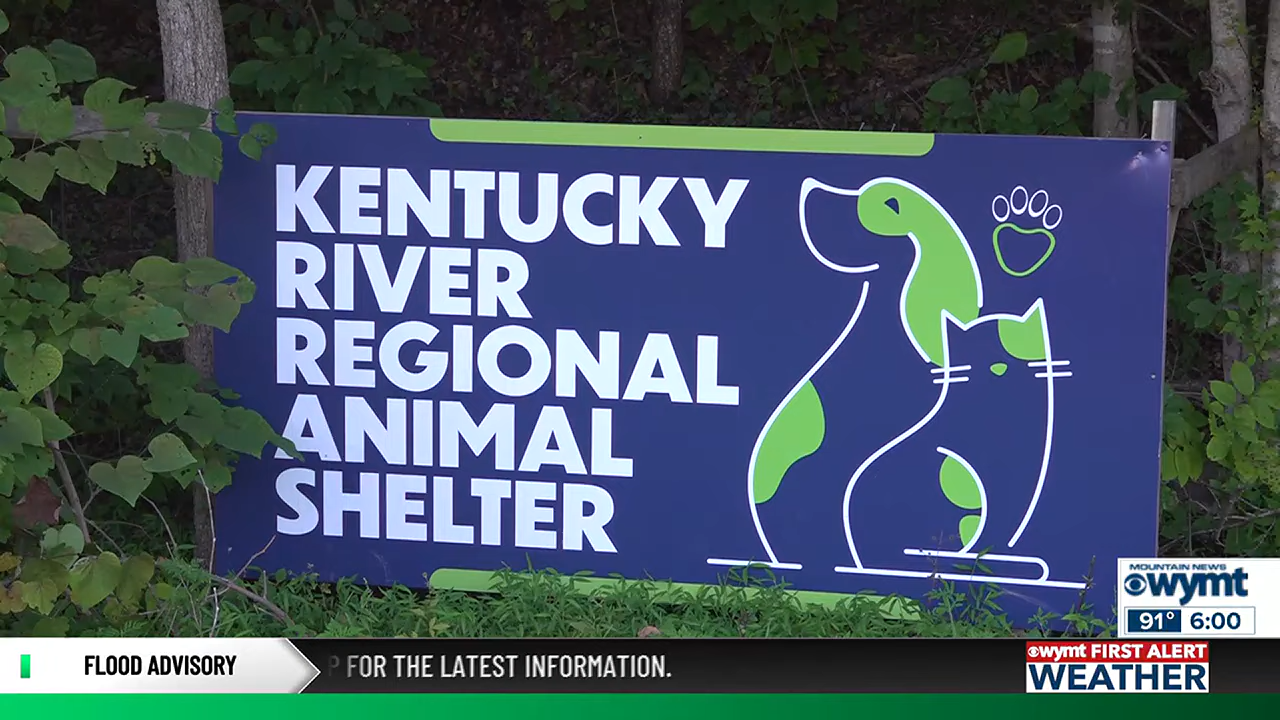 KENTUCKY
RIVER
REGIONAL
ANIMAL
SHELTER
MOUNTAIN NEWS
wymt
91° 6:00
FLOOD ADVISORY
FOR THE LATEST INFORMATION.
wymt FIRST ALERT
WEATHER